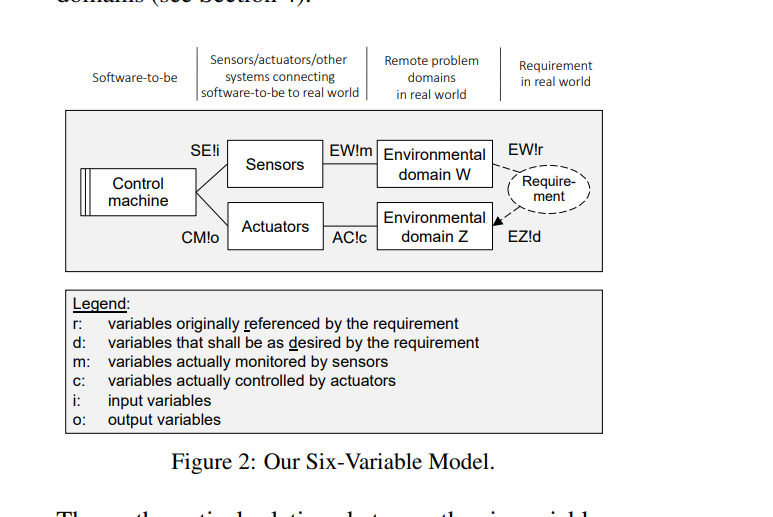 domains (see Section 4).
Software-to-be
Sensors/actuators/other
systems connecting
software-to-be to real world
Remote problem
domains
in real world
Requirement
in real world
SE!i
EW!m
EW!r
Control
machine
Sensors
Environmental
domain W
Require-
ment
Actuators
Environmental
domain Z
CM!o
AC!c
EZ!d
Legend:
r: variables originally referenced by the requirement
d: variables that shall be as desired by the requirement
m: variables actually monitored by sensors
c: variables actually controlled by actuators
i: input variables
o: output variables
Figure 2: Our Six-Variable Model.